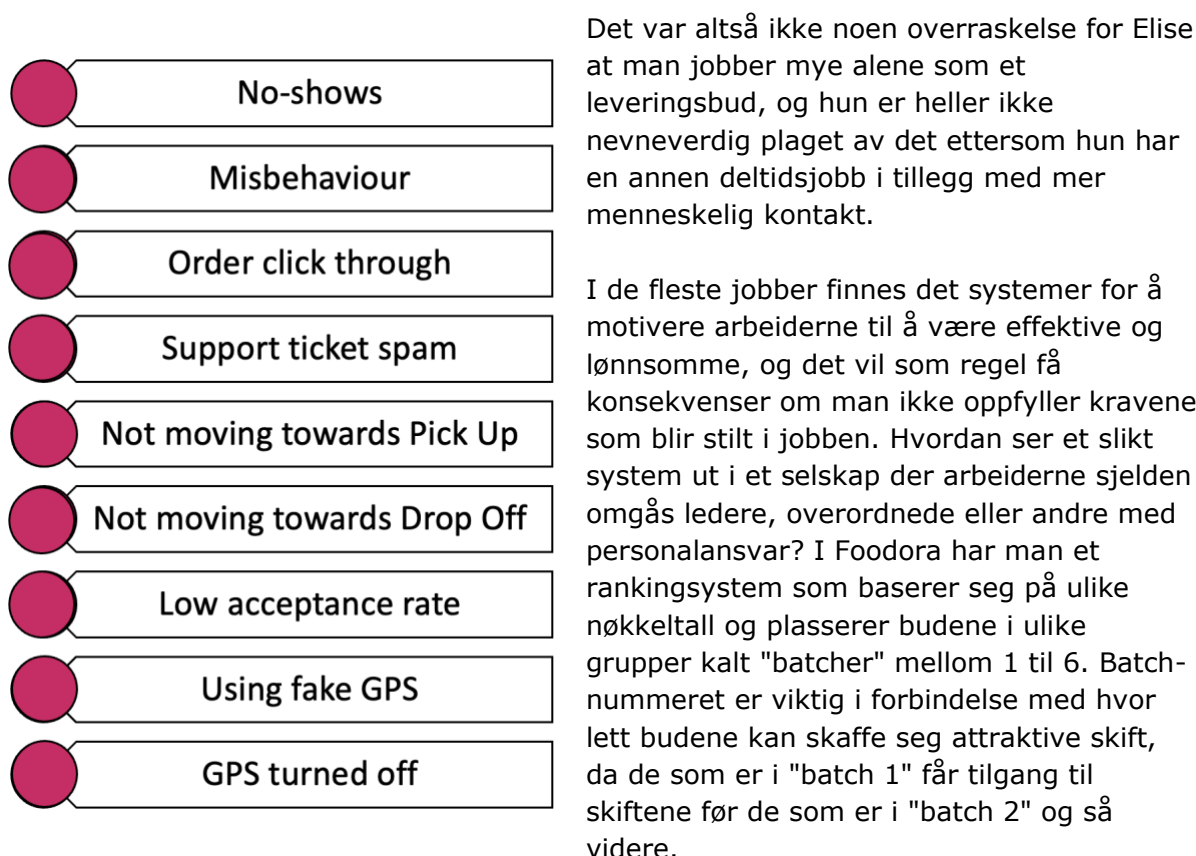 No-shows
Misbehaviour
Order click through
Support ticket spam
Not moving towards Pick Up
Not moving towards Drop Off
Low acceptance rate
Using fake GPS
GPS turned off
Det var altså ikke noen overraskelse for Elise
at man jobber mye alene som et
leveringsbud, og hun er heller ikke
nevneverdig plaget av det ettersom hun har
en annen deltidsjobb i tillegg med mer
menneskelig kontakt.
I de fleste jobber finnes det systemer for å
motivere arbeiderne til å være effektive og
lønnsomme, og det vil som regel få
konsekvenser om man ikke oppfyller kravene
som blir stilt i jobben. Hvordan ser et slikt
system ut i et selskap der arbeiderne sjelden
omgås ledere, overordnede eller andre med
personalansvar? I Foodora har man et
rankingsystem som baserer seg på ulike
nøkkeltall og plasserer budene i ulike
grupper kalt "batcher" mellom 1 til 6. Batch-
nummeret er viktig i forbindelse med hvor
lett budene kan skaffe seg attraktive skift,
da de som er i "batch 1" får tilgang til
skiftene før de som er i "batch 2" og så
videre.